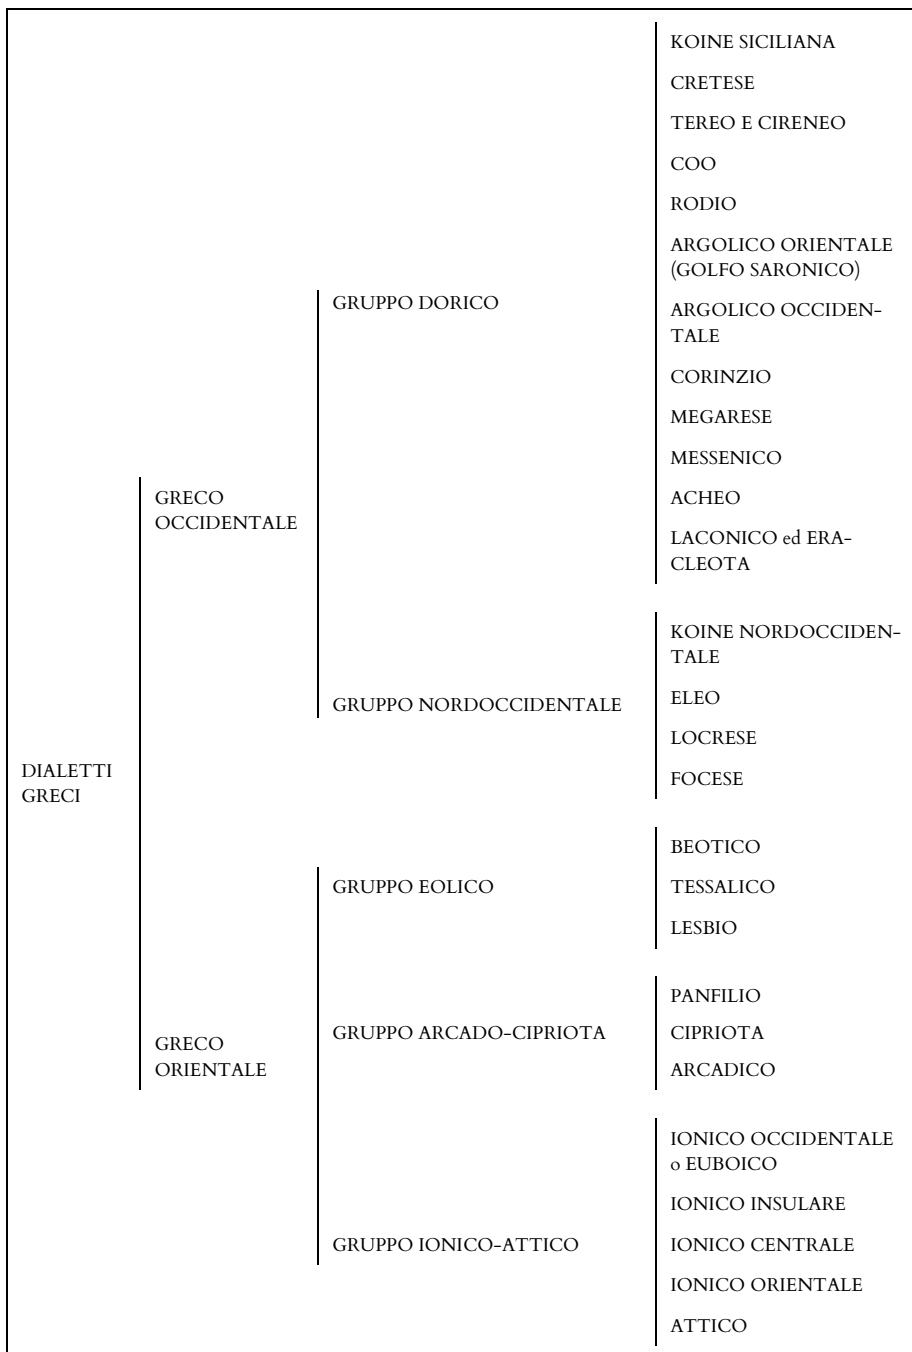 KOINE SICILIANA
CRETESE
TEREO E CIRENEO
COO
RODIO
ARGOLICO ORIENTALE
(GOLFO SARONICO)
GRUPPO DORICO
ARGOLICO OCCIDEN-
TALE
CORINZIO
MEGARESE
MESSENICO
GRECO
OCCIDENTALE
ACHEO
LACONICO ed ERA-
CLEOTA
KOINE NORDOCCIDEN-
TALE
GRUPPO NORDOCCIDENTALE
ELEO
LOCRESE
DIALETTI
GRECI
FOCESE
BEOTICO
GRUPPO EOLICO
TESSALICO
LESBIO
PANFILIO
GRECO
ORIENTALE
GRUPPO ARCADO-CIPRIOTA
CIPRIOTA
ARCADICO
IONICO OCCIDENTALE
o EUBOICO
IONICO INSULARE
GRUPPO IONICO-ATTICO
IONICO CENTRALE
IONICO ORIENTALE
ATTICO